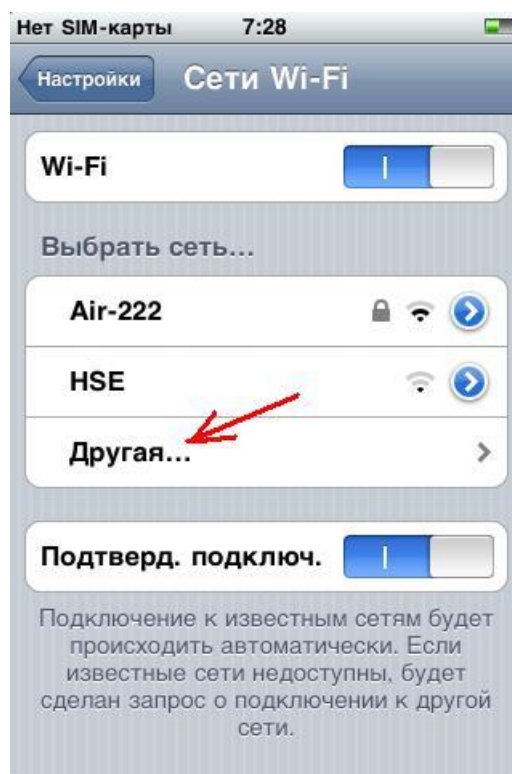 Нет SIM-карты 7:28
Настройки Сети Wi-Fi
Wi-Fi
Выбрать сеть...
Air-222
HSE
Другая...
Подтверд. подключ.
Подключение к известным сетям будет
происходить автоматически. Если
известные сети недоступны, будет
сделан запрос о подключении к другой
сети.